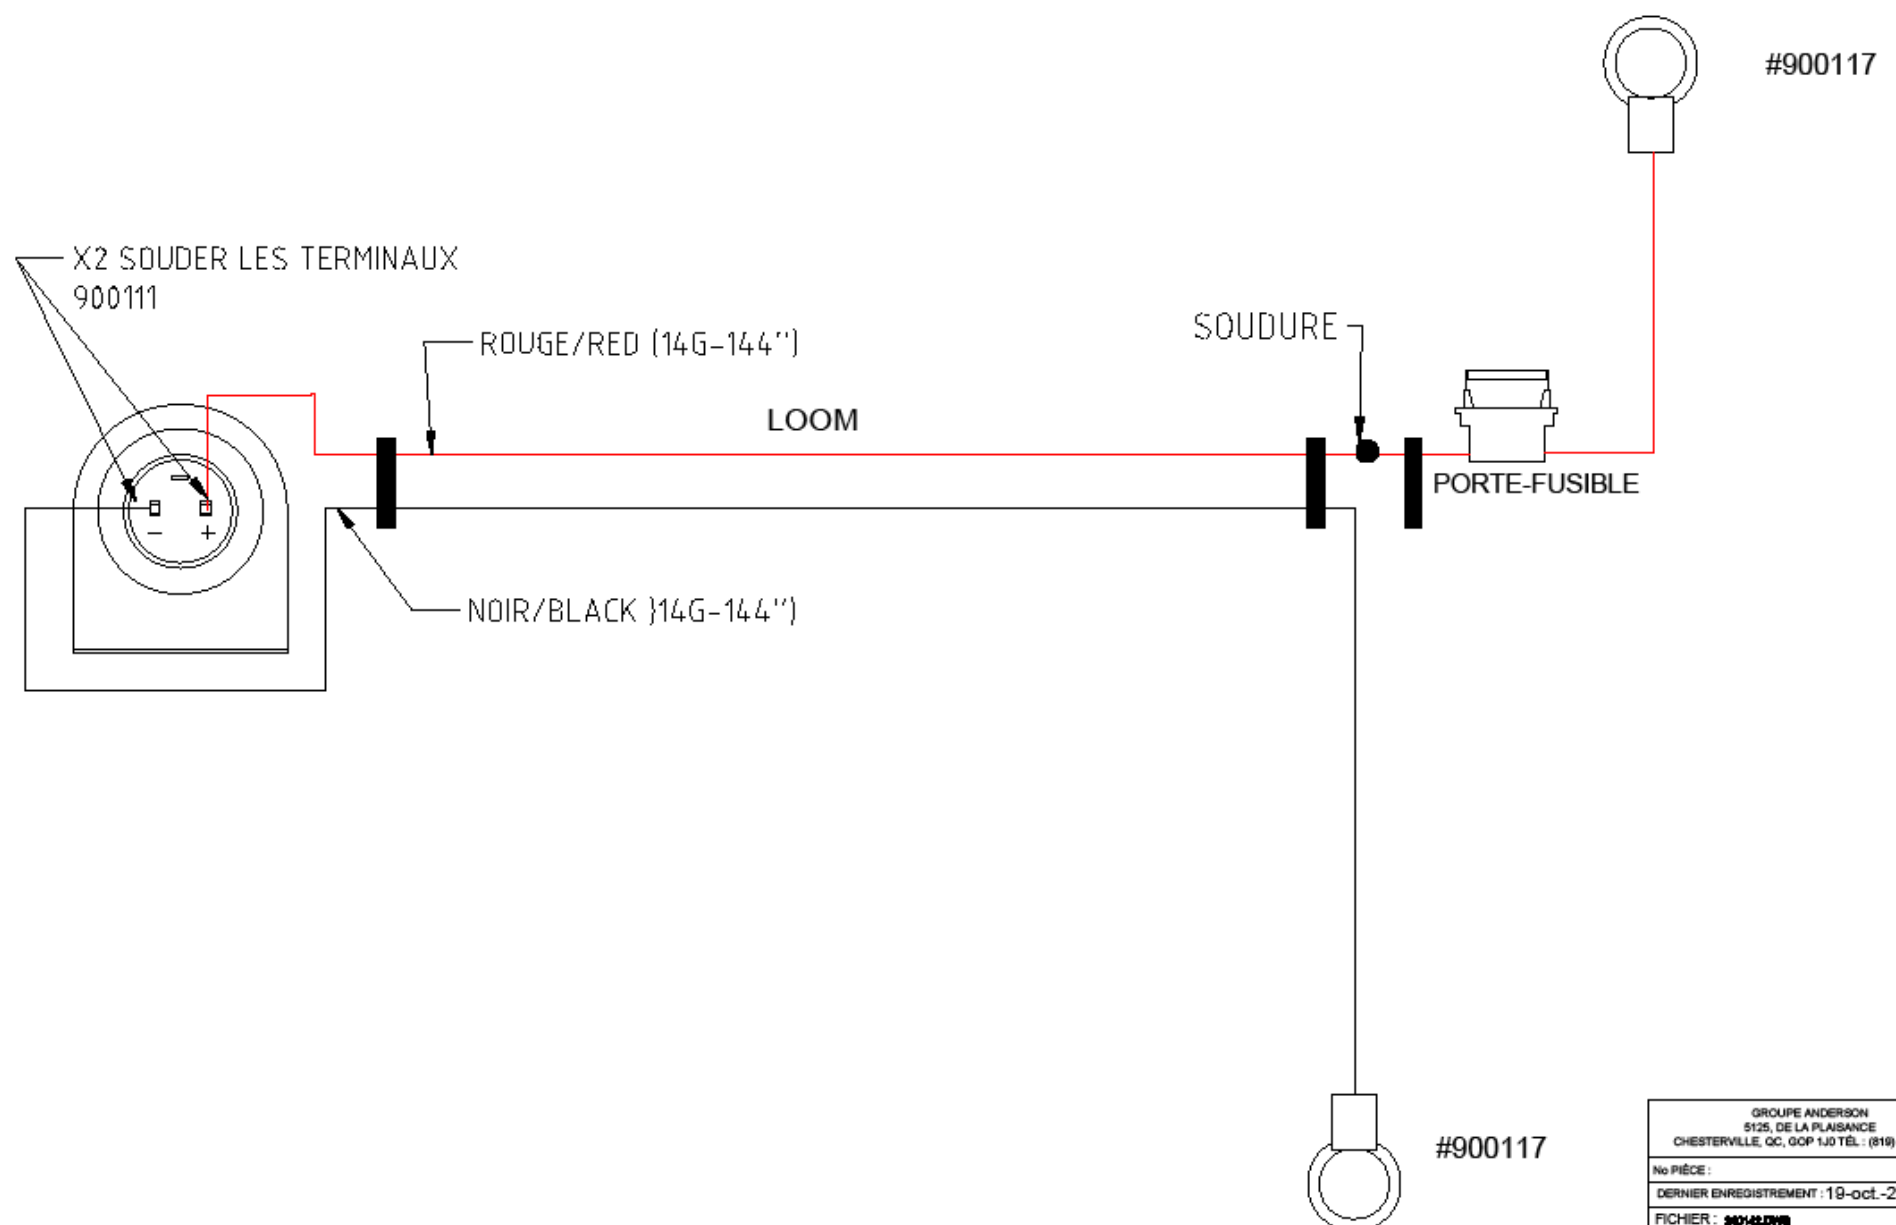 #900117
X2 SOUDER LES TERMINAUX
900111
ROUGE/RED (14G-144'')
SOUDURE
LOOM
PORTE-FUSIBLE
- +
NOIR/BLACK }14G-144'')
#900117
GROUPE ANDERSON
5125, DE LA PLAISANCE
CHESTERVILLE, QC, GOP 1J0 TÉL : (819)
No PIÈCE :
DERNIER ENREGISTREMENT : 19-oct.-2
FICHIER :